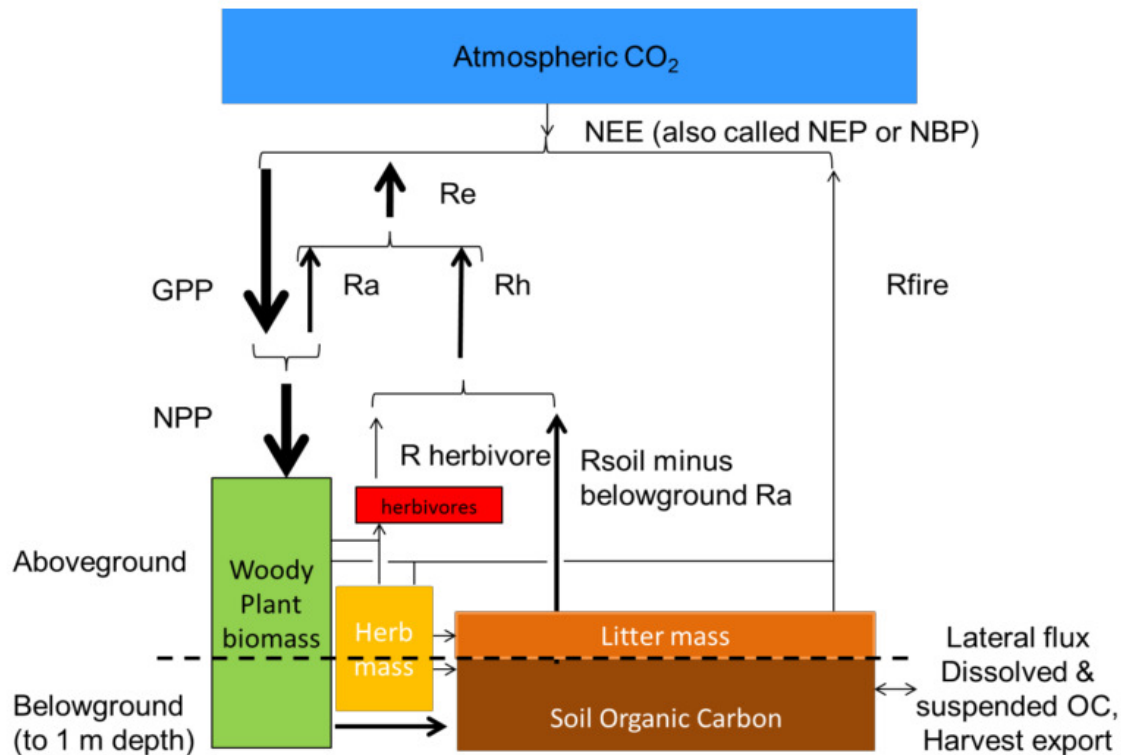 Atmospheric CO₂
NEE (also called NEP or NBP)
Re
GPP
Ra
Rh
Rfire
NPP
R herbivore
Rsoil minus
belowground Ra
herbivores
Aboveground
Woody
Plant
biomass
Herb
mass
Litter mass
Soil Organic Carbon
Lateral flux
Dissolved &
suspended OC,
Harvest export
Belowground
(to 1 m depth)